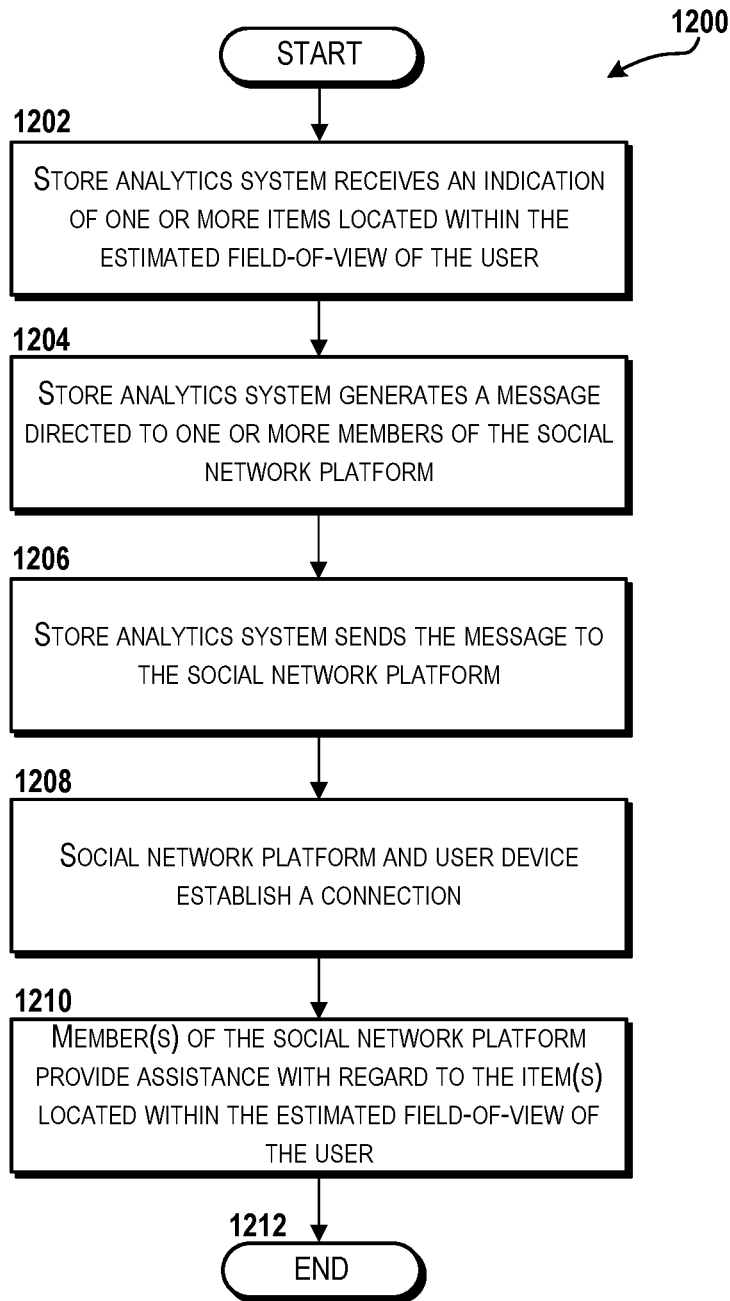 START
1200
1202
STORE ANALYTICS SYSTEM RECEIVES AN INDICATION
OF ONE OR MORE ITEMS LOCATED WITHIN THE
ESTIMATED FIELD-OF-VIEW OF THE USER
1204
STORE ANALYTICS SYSTEM GENERATES A MESSAGE
DIRECTED TO ONE OR MORE MEMBERS OF THE SOCIAL
NETWORK PLATFORM
1206
STORE ANALYTICS SYSTEM SENDS THE MESSAGE TO
THE SOCIAL NETWORK PLATFORM
1208
SOCIAL NETWORK PLATFORM AND USER DEVICE
ESTABLISH A CONNECTION
1210
MEMBER(S) OF THE SOCIAL NETWORK PLATFORM
PROVIDE ASSISTANCE WITH REGARD TO THE ITEM(S)
LOCATED WITHIN THE ESTIMATED FIELD-OF-VIEW OF
THE USER
1212
END